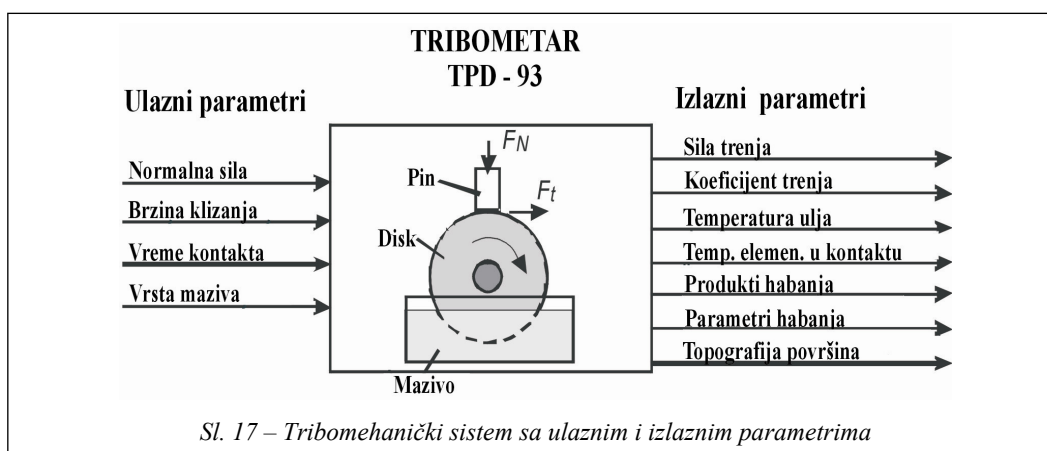 TRIBOMETAR
TPD - 93
Ulazni parametri
Normalna sila
Brzina klizanja
Vreme kontakta
Vrsta maziva
FN
Pin
Ft
Disk
Mazivo
Izlazni parametri
Sila trenja
Koeficijent trenja
Temperatura ulja
Temp. elemen. u kontaktu
Produkti habanja
Parametri habanja
Topografija površina
Sl. 17 – Tribomehanički sistem sa ulaznim i izlaznim parametrima